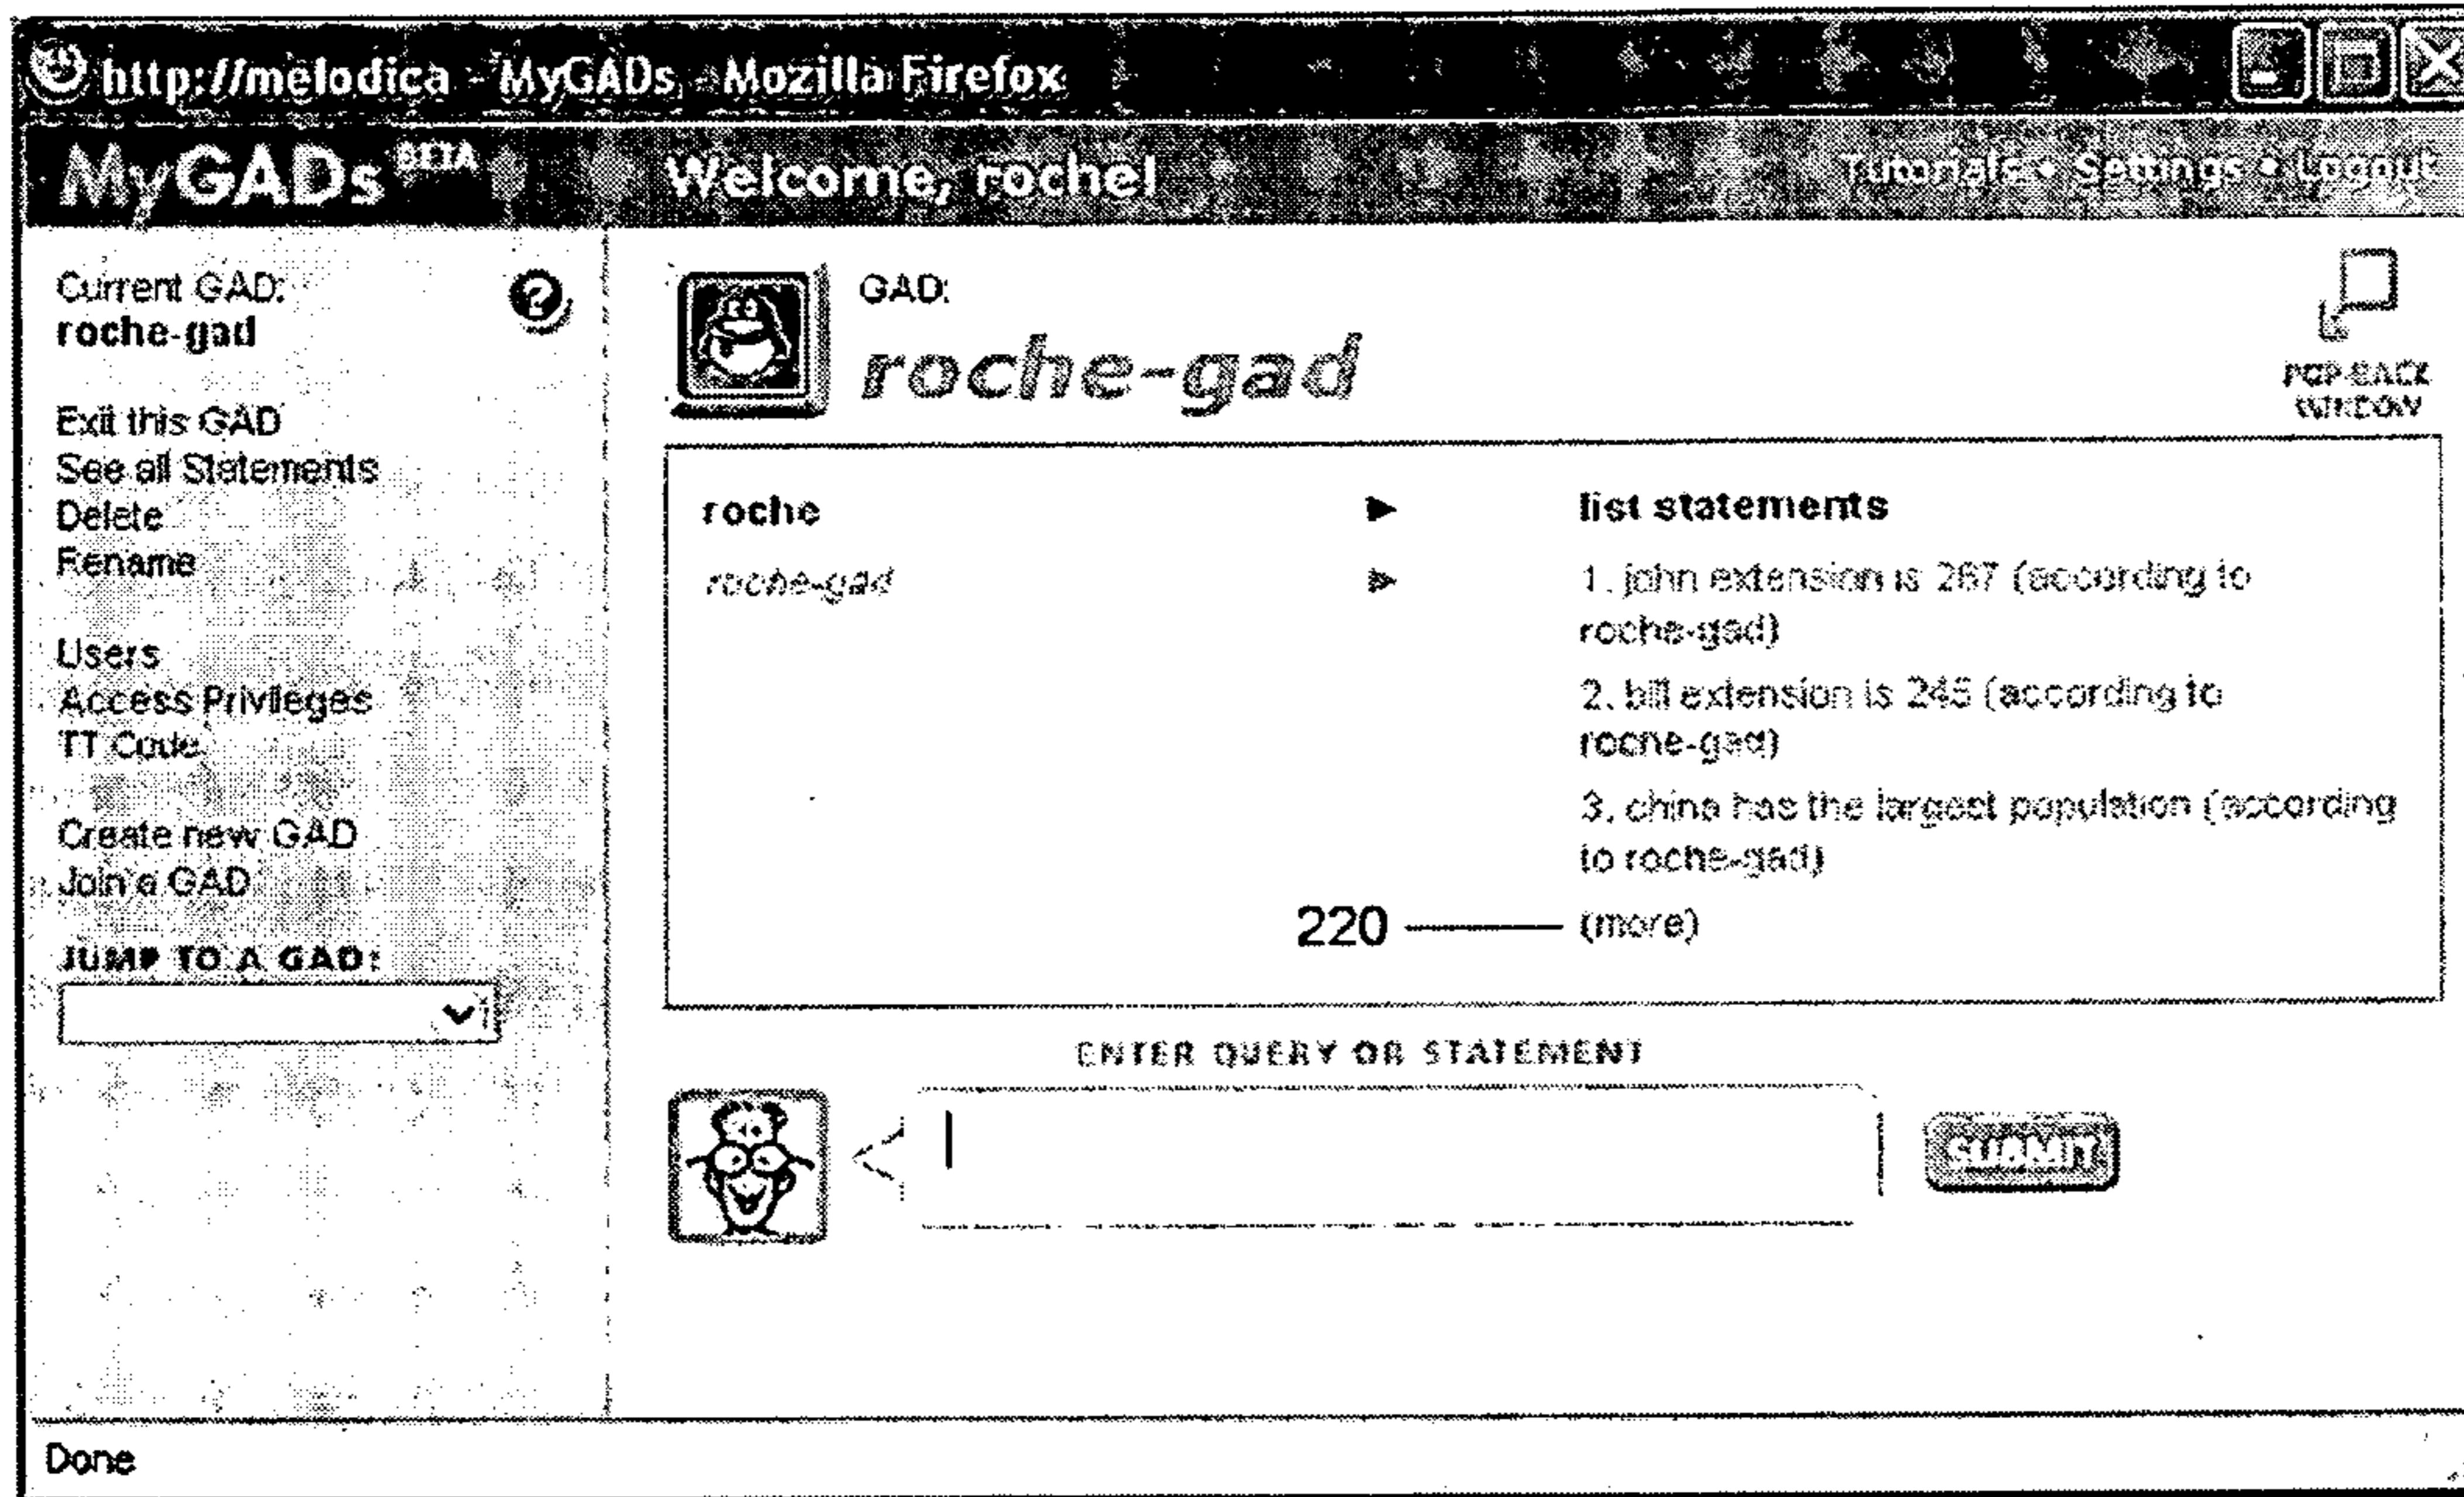 http://melodica - MyGADs - Mozilla Firefox
MyGADs BETA
Welcome, roche!
Tutorials • Settings • Logout
Current GAD:
roche-gad
Exit this GAD
See all Statements
Delete
Rename
Users
Access Privileges
TT Code
Create new GAD
Join a GAD
JUMP TO A GAD:
GAD:
roche-gad
POP-BACK
WINDOW
roche ► list statements
roche-gad ► 1. john extension is 267 (according to
roche-gad)
2. bill extension is 245 (according to
roche-gad)
3. china has the largest population (according
to roche-gad)
220 (more)
ENTER QUERY OR STATEMENT
SUBMIT
Done